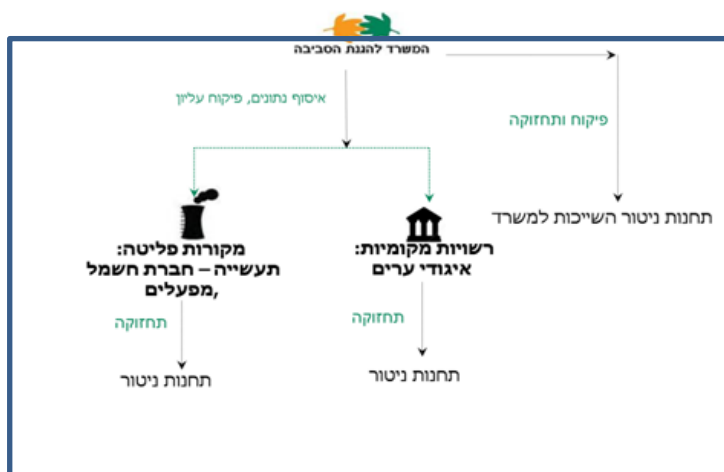 המשרד להגנת הסביבה
איסוף נתונים, פיקוח עליון
פיקוח ותחזוקה
תחנות ניטור השייכות למשרד
רשויות מקומיות:
איגודי ערים
מקורות פליטה:
תעשייה – חברת חשמל
,מפעלים
תחזוקה
תחזוקה
תחנות ניטור
תחנות ניטור